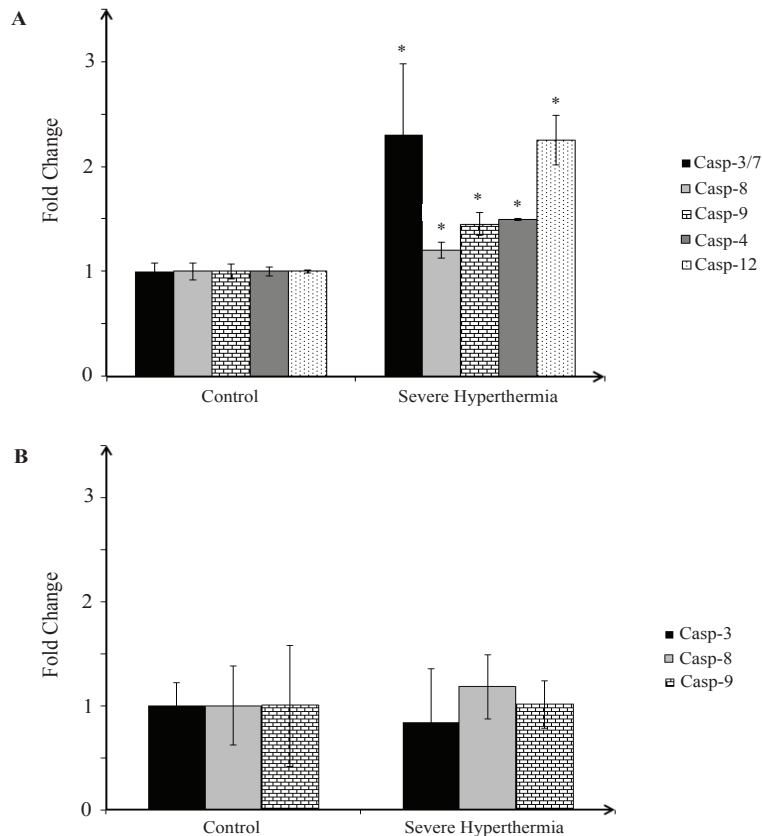 A
Fold Change
3
2
1
0
*
*
*
*
*
Control
Severe Hyperthermia
Casp-3/7
Casp-8
Casp-9
Casp-4
Casp-12
B
Fold Change
3
2
1
0
Control
Severe Hyperthermia
Casp-3
Casp-8
Casp-9